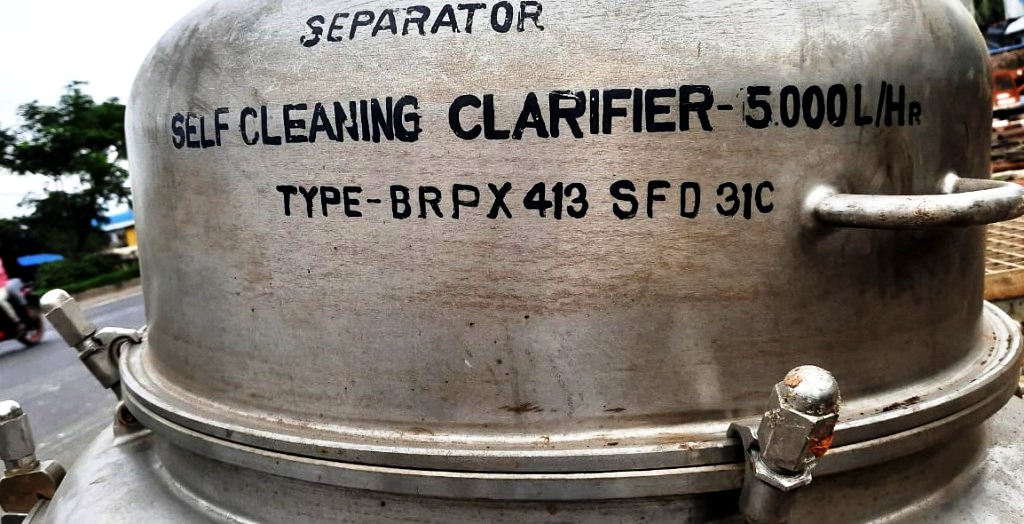 SEPARATOR
SELF CLEANING CLARIFIER-5.000L/HR
TYPE-BRPX 413 SFD 31C